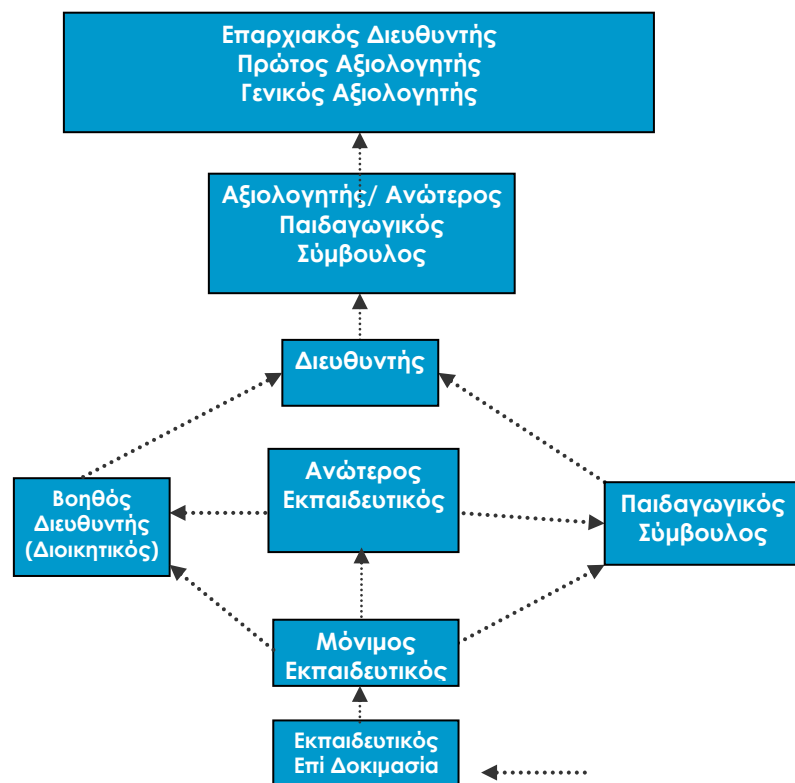 Επαρχιακός Διευθυντής
Πρώτος Αξιολογητής
Γενικός Αξιολογητής
Αξιολογητής/ Ανώτερος
Παιδαγωγικός
Σύμβουλος
Διευθυντής
Ανώτερος
Εκπαιδευτικός
Βοηθός
Διευθυντής
(Διοικητικός)
Παιδαγωγικός
Σύμβουλος
Μόνιμος
Εκπαιδευτικός
Εκπαιδευτικός
Επί Δοκιμασία